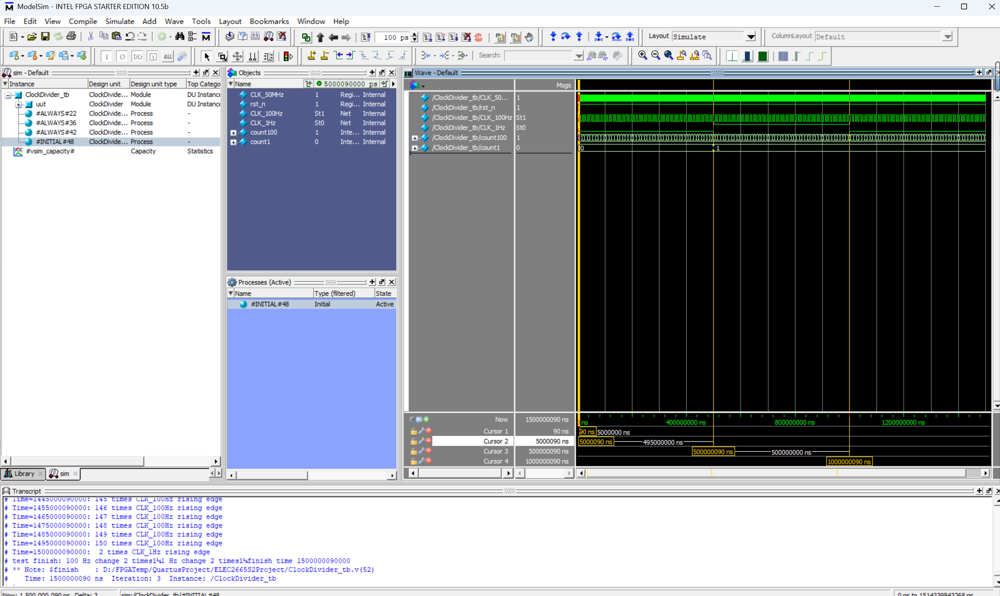 ModelSim - INTEL FPGA STARTER EDITION 10.5b
File Edit View Compile Simulate Add Wave Tools Layout Bookmarks Window Help
100 ps
Layout Simulate
ColumnLayout Default
Search:
sim - Default
Instance Design unit Design unit type Top Catego
ClockDivider_tb ClockDivide... Module DU Instance
uut ClockDivider Module DU Instance
#ALWAYS#22 ClockDivide... Process -
#ALWAYS#36 ClockDivide... Process -
#ALWAYS#42 ClockDivide... Process -
#INITIAL#48 ClockDivide... Process -
#vsim_capacity# Capacity Statistics
Library sim
Objects
Name 5000090000 ps
CLK_50MHz 1 Regi... Internal
rst_n 1 Regi... Internal
CLK_100Hz St1 Net Internal
CLK_1Hz St0 Net Internal
count100 1 Inte... Internal
count1 0 Inte... Internal
Processes (Active)
Name Type (filtered) State
#INITIAL#48 Initial Active
Wave - Default
Msgs
/ClockDivider_tb/CLK_50... 1
/ClockDivider_tb/rst_n 1
/ClockDivider_tb/CLK_100Hz St1
/ClockDivider_tb/CLK_1Hz St0
/ClockDivider_tb/count100 1
/ClockDivider_tb/count1 0 0 1
Now 1500000090 ns ns 400000000 ns 800000000 ns 1200000000 ns
Cursor 1 90 ns 90 ns 5000000 ns
Cursor 2 5000090 ns 5000090 ns 495000000 ns
Cursor 3 500000090 ns 500000090 ns 500000000 ns
Cursor 4 1000000090 ns 1000000090 ns
Transcript
# Time=1445000090000: 145 times CLK_100Hz rising edge
# Time=1455000090000: 146 times CLK_100Hz rising edge
# Time=1465000090000: 147 times CLK_100Hz rising edge
# Time=1475000090000: 148 times CLK_100Hz rising edge
# Time=1485000090000: 149 times CLK_100Hz rising edge
# Time=1495000090000: 150 times CLK_100Hz rising edge
# Time=1500000090000: 2 times CLK_1Hz rising edge
# test finish: 100 Hz change 2 timesï¼1 Hz change 2 timesï¼finish time 1500000090000
# ** Note: $finish : D:/FPGATemp/QuartusProject/ELEC2665S2Project/ClockDivider_tb.v(52)
# Time: 1500000090 ns Iteration: 3 Instance: /ClockDivider_tb
Now: 1,500,000,090 ns Delta: 3 sim:/ClockDivider_tb/#INITIAL#48 0 ns to 1514339843268 ps